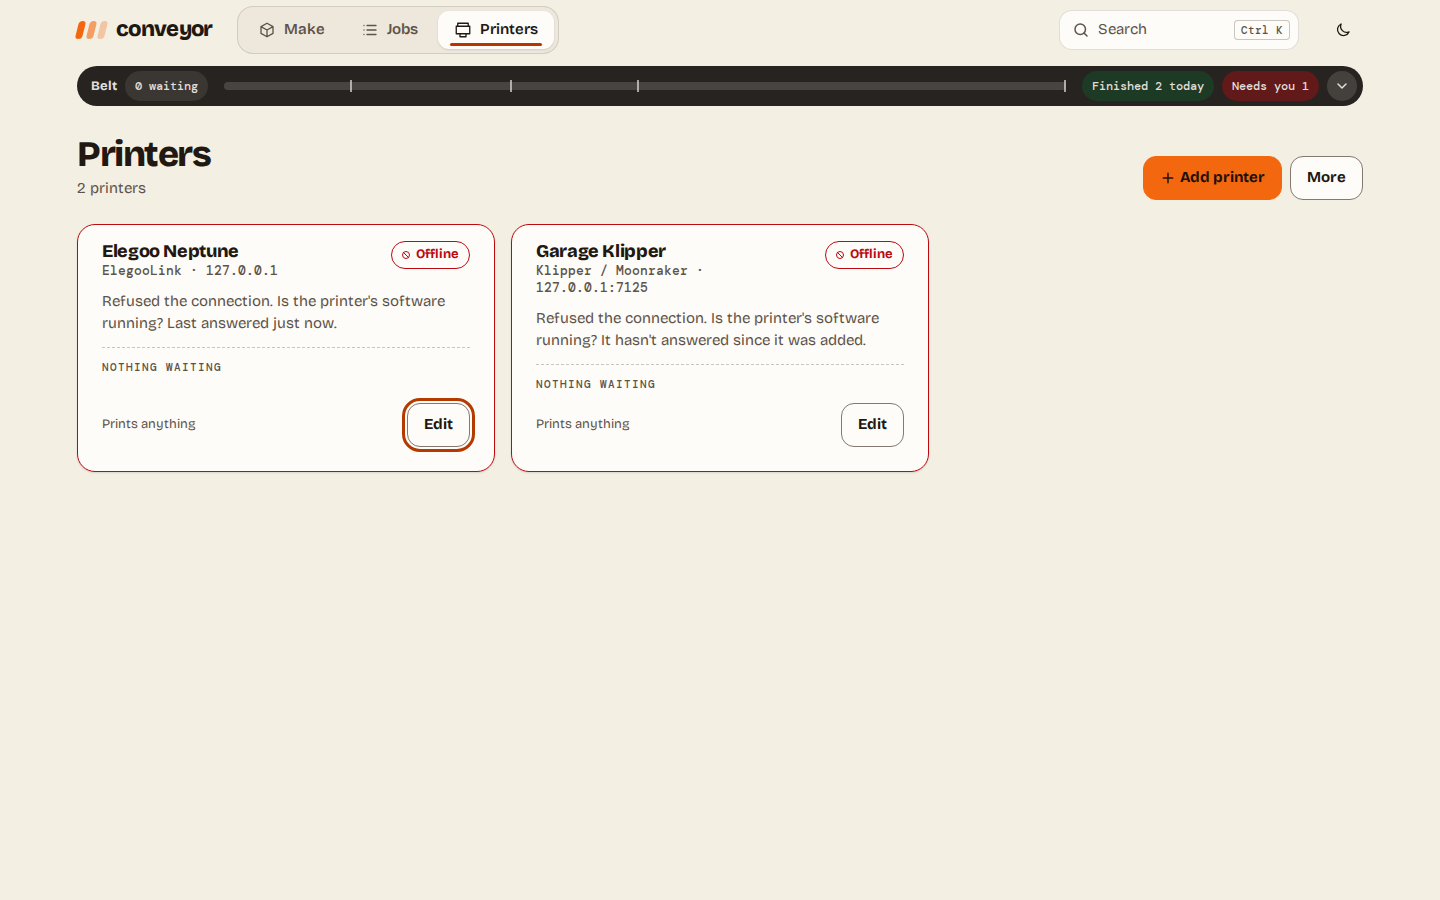 conveyor
Make
Jobs
Printers
Search
Ctrl K
Belt
0 waiting
Finished 2 today
Needs you 1
Printers
2 printers
+ Add printer
More
Elegoo Neptune
Offline
ElegooLink · 127.0.0.1
Refused the connection. Is the printer's software
running? Last answered just now.
NOTHING WAITING
Prints anything
Edit
Garage Klipper
Offline
Klipper / Moonraker ·
127.0.0.1:7125
Refused the connection. Is the printer's software
running? It hasn't answered since it was added.
NOTHING WAITING
Prints anything
Edit